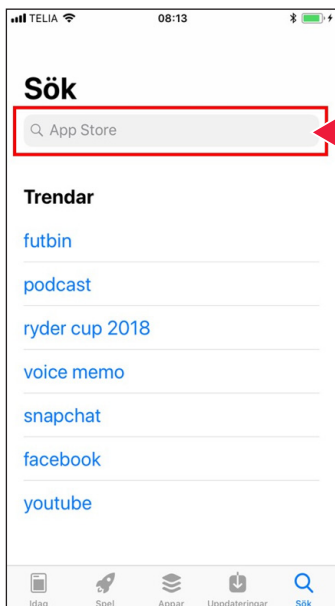 TELIA 08:13
Sök
App Store
Trendar
futbin
podcast
ryder cup 2018
voice memo
snapchat
facebook
youtube
Idag Spel Appar Uppdateringar Sök